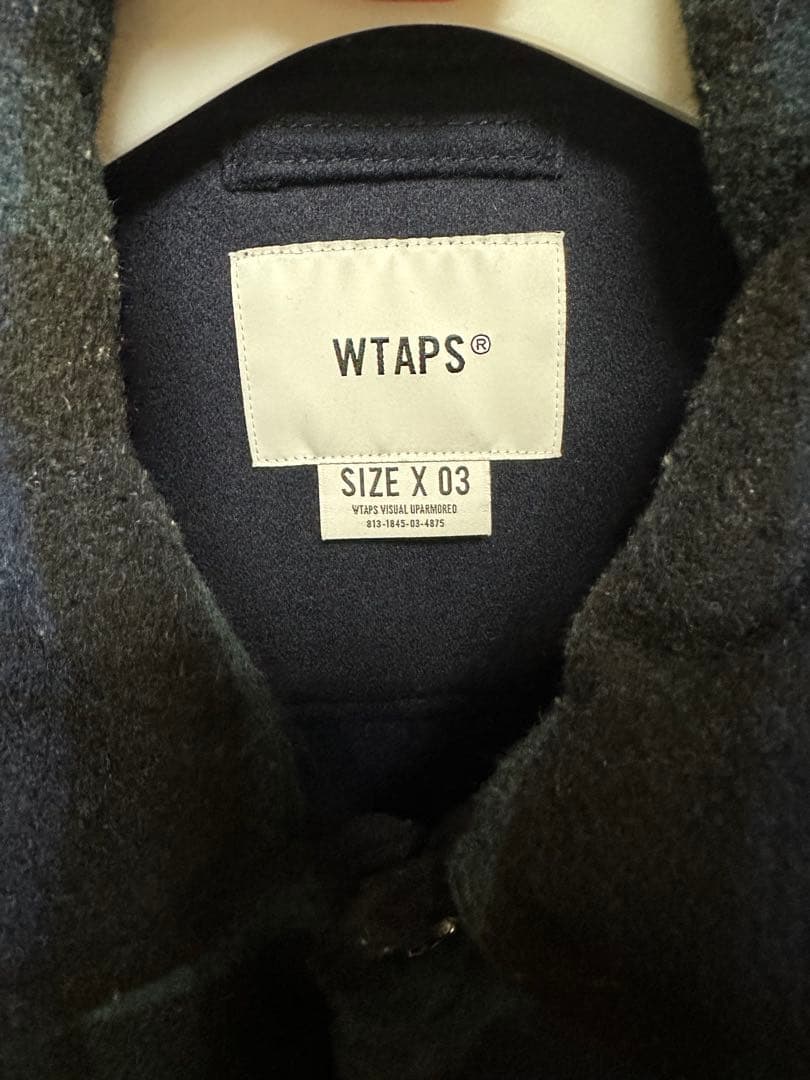 WTAPS®
SIZE X 03
WTAPS VISUAL UPARMORED
813-1845-03-4875